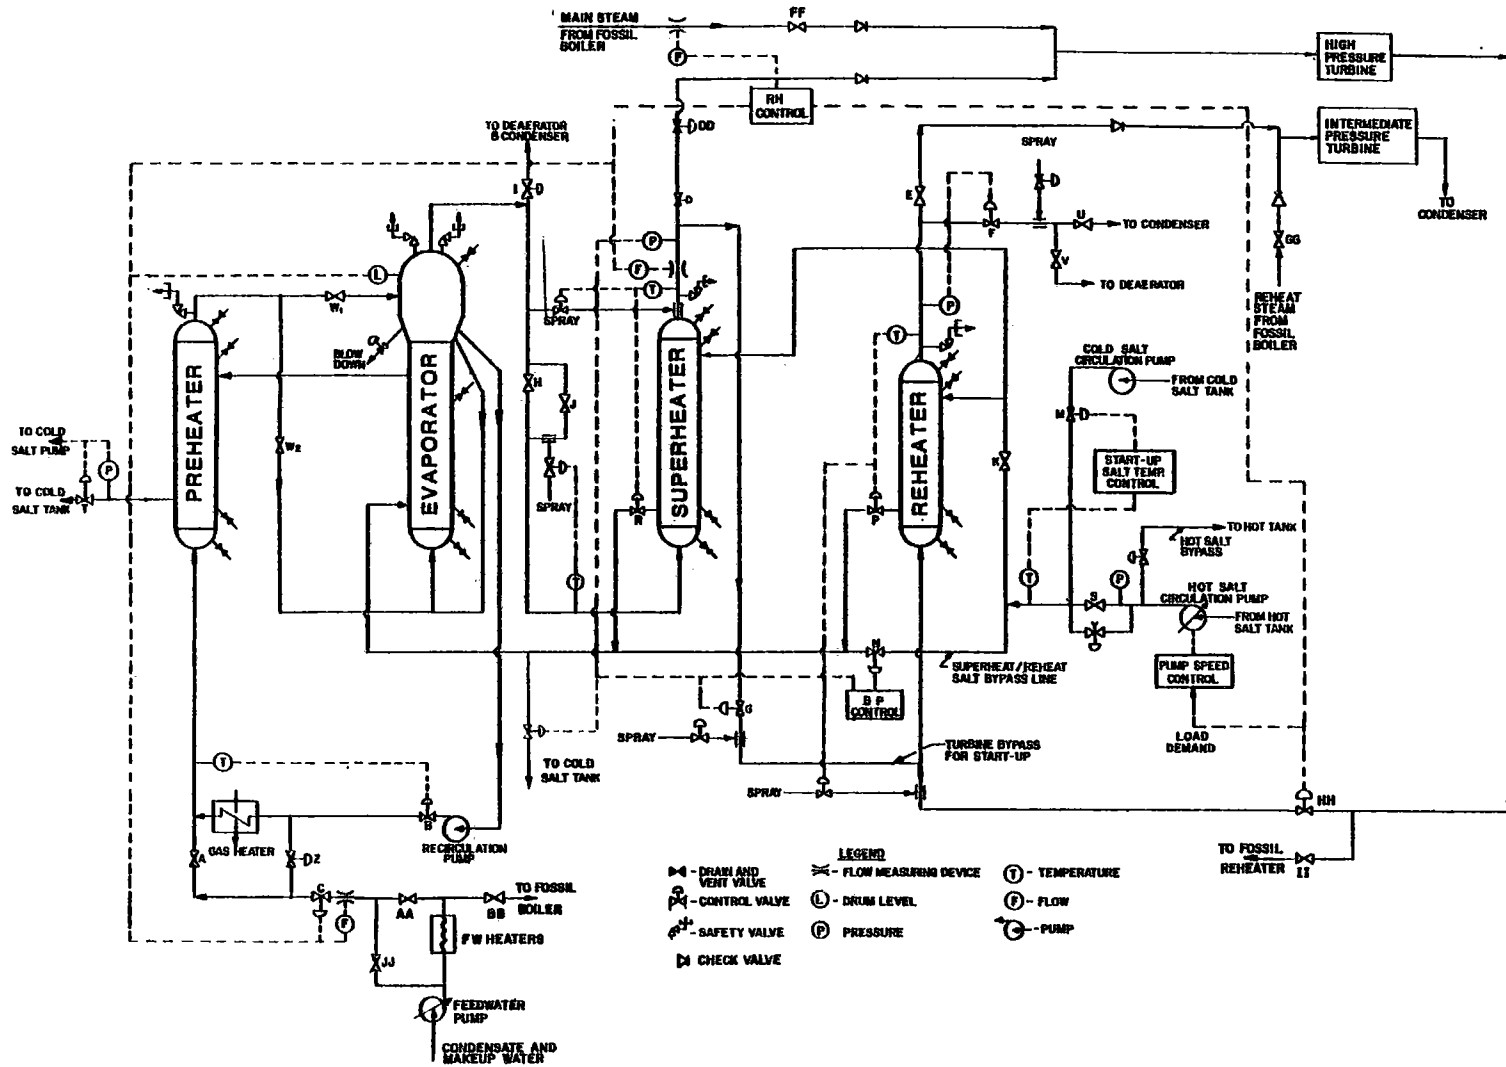 MAIN STEAM
FROM FOSSIL
BOILER
FF
F
RH
CONTROL
HIGH
PRESSURE
TURBINE
INTERMEDIATE
PRESSURE
TURBINE
TO
CONDENSER
TO DEAERATOR
& CONDENSER
DD
D
I
SPRAY
E
F
U
TO CONDENSER
V
TO DEAERATOR
GG
REHEAT
STEAM
FROM
FOSSIL
BOILER
L
W1
P
F
T
SPRAY
P
T
BLOW
DOWN
PREHEATER
EVAPORATOR
SUPERHEATER
REHEATER
H
J
SPRAY
T
R
P
K
COLD SALT
CIRCULATION PUMP
FROM COLD
SALT TANK
M
START-UP
SALT TEMP.
CONTROL
TO COLD
SALT PUMP
P
TO COLD
SALT TANK
T
W2
TO HOT TANK
HOT SALT
BYPASS
T
P
HOT SALT
CIRCULATION PUMP
S
Y
FROM HOT
SALT TANK
PUMP SPEED
CONTROL
LOAD
DEMAND
N
SUPERHEAT/REHEAT
SALT BYPASS LINE
B P
CONTROL
G
SPRAY
TURBINE BYPASS
FOR START-UP
TO COLD
SALT TANK
SPRAY
HH
TO FOSSIL
REHEATER
II
T
B
GAS HEATER
RECIRCULATION
PUMP
A
Z
C
F
AA
BB
TO FOSSIL
BOILER
FW HEATERS
JJ
FEEDWATER
PUMP
CONDENSATE AND
MAKEUP WATER
LEGEND
- DRAIN AND
VENT VALVE
- CONTROL VALVE
- SAFETY VALVE
CHECK VALVE
- FLOW MEASURING DEVICE
L - DRUM LEVEL
P PRESSURE
T - TEMPERATURE
F - FLOW
- PUMP